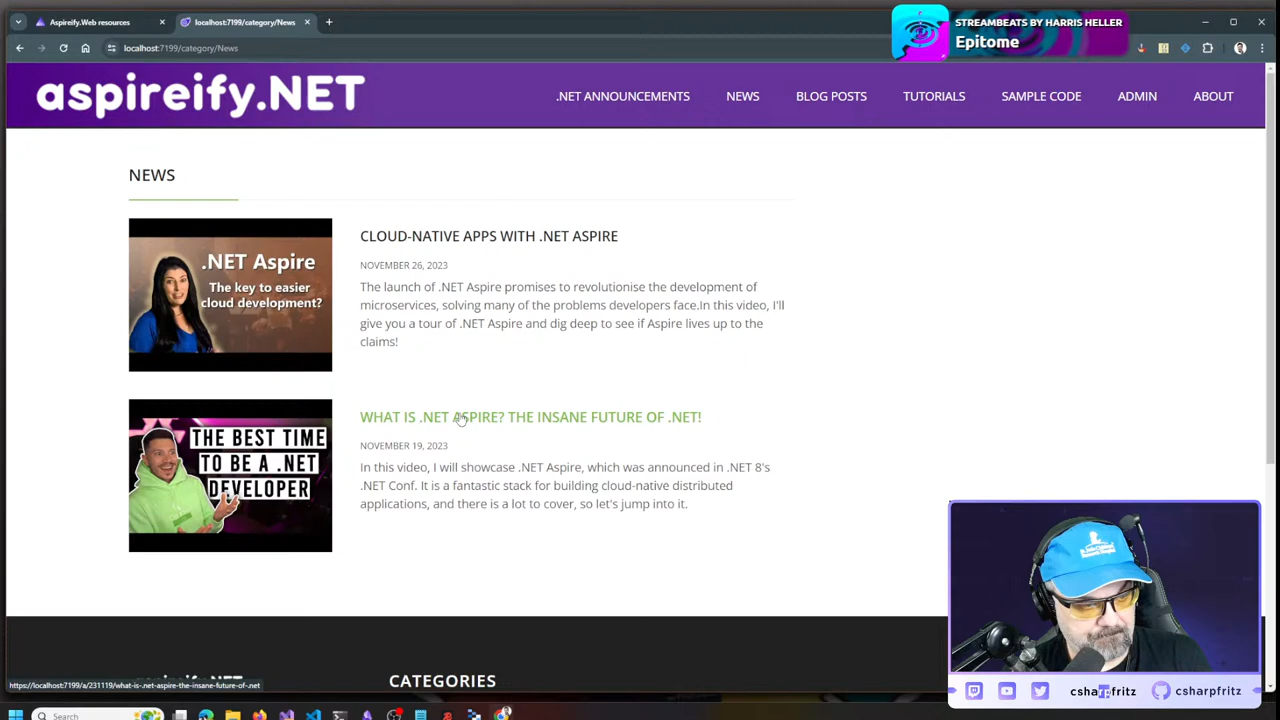 Aspireify.Web resources
localhost:7199/category/News
localhost:7199/category/News
STREAMBEATS BY HARRIS HELLER
Epitome
aspireify.NET
.NET ANNOUNCEMENTS
NEWS
BLOG POSTS
TUTORIALS
SAMPLE CODE
ADMIN
ABOUT
NEWS
.NET Aspire
The key to easier
cloud development?
CLOUD-NATIVE APPS WITH .NET ASPIRE
NOVEMBER 26, 2023
The launch of .NET Aspire promises to revolutionise the development of
microservices, solving many of the problems developers face.In this video, I'll
give you a tour of .NET Aspire and dig deep to see if Aspire lives up to the
claims!
THE BEST TIME
TO BE A .NET
DEVELOPER
WHAT IS .NET ASPIRE? THE INSANE FUTURE OF .NET!
NOVEMBER 19, 2023
In this video, I will showcase .NET Aspire, which was announced in .NET 8's
.NET Conf. It is a fantastic stack for building cloud-native distributed
applications, and there is a lot to cover, so let's jump into it.
aspireify.NET
CATEGORIES
https://localhost:7199/a/231119/what-is-.net-aspire-the-insane-future-of-.net
csharpfritz
csharpfritz
Search